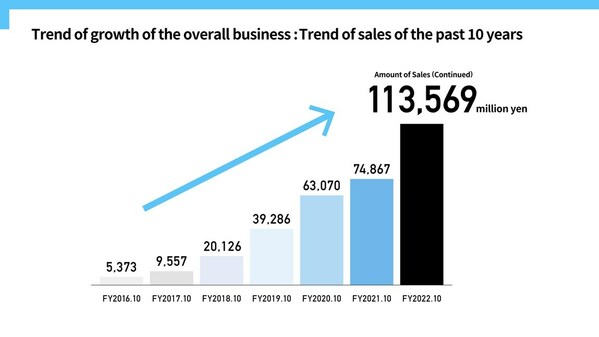 Trend of growth of the overall business : Trend of sales of the past 10 years
Amount of Sales (Continued)
113,569 million yen
74,867
63,070
39,286
20,126
9,557
5,373
FY2016.10 FY2017.10 FY2018.10 FY2019.10 FY2020.10 FY2021.10 FY2022.10